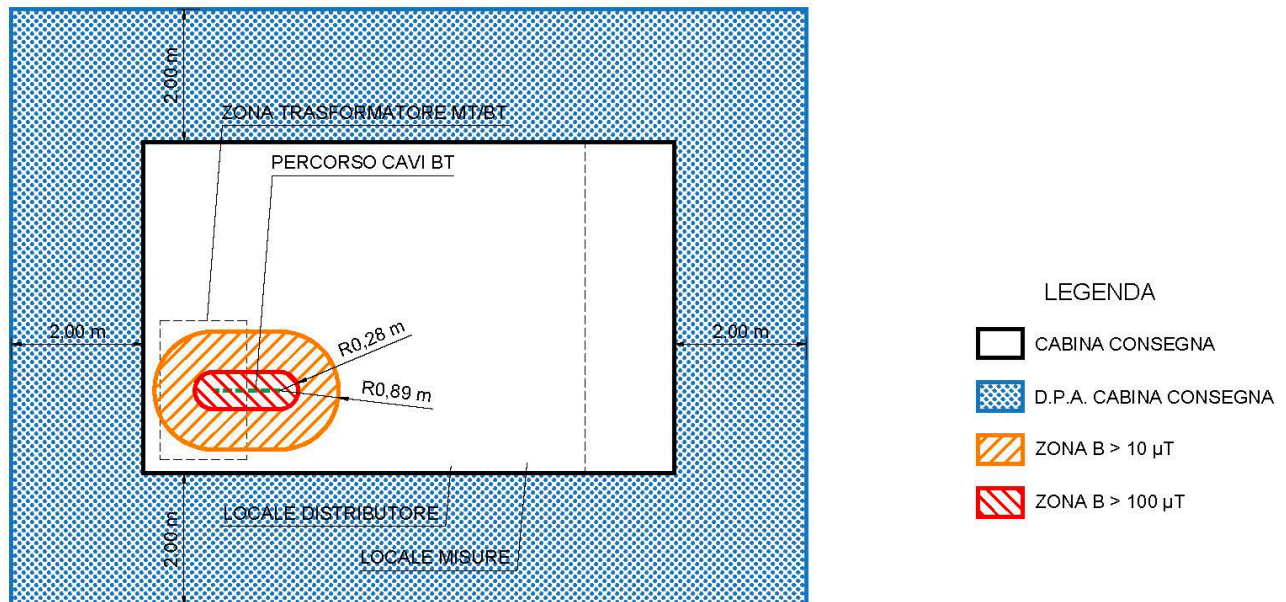 2,00 m
ZONA TRASFORMATORE MT/BT
PERCORSO CAVI BT
2,00 m
R0,28 m
R0,89 m
2,00 m
LOCALE DISTRIBUTORE
LOCALE MISURE
2,00 m
LEGENDA
CABINA CONSEGNA
D.P.A. CABINA CONSEGNA
ZONA B > 10 µT
ZONA B > 100 µT